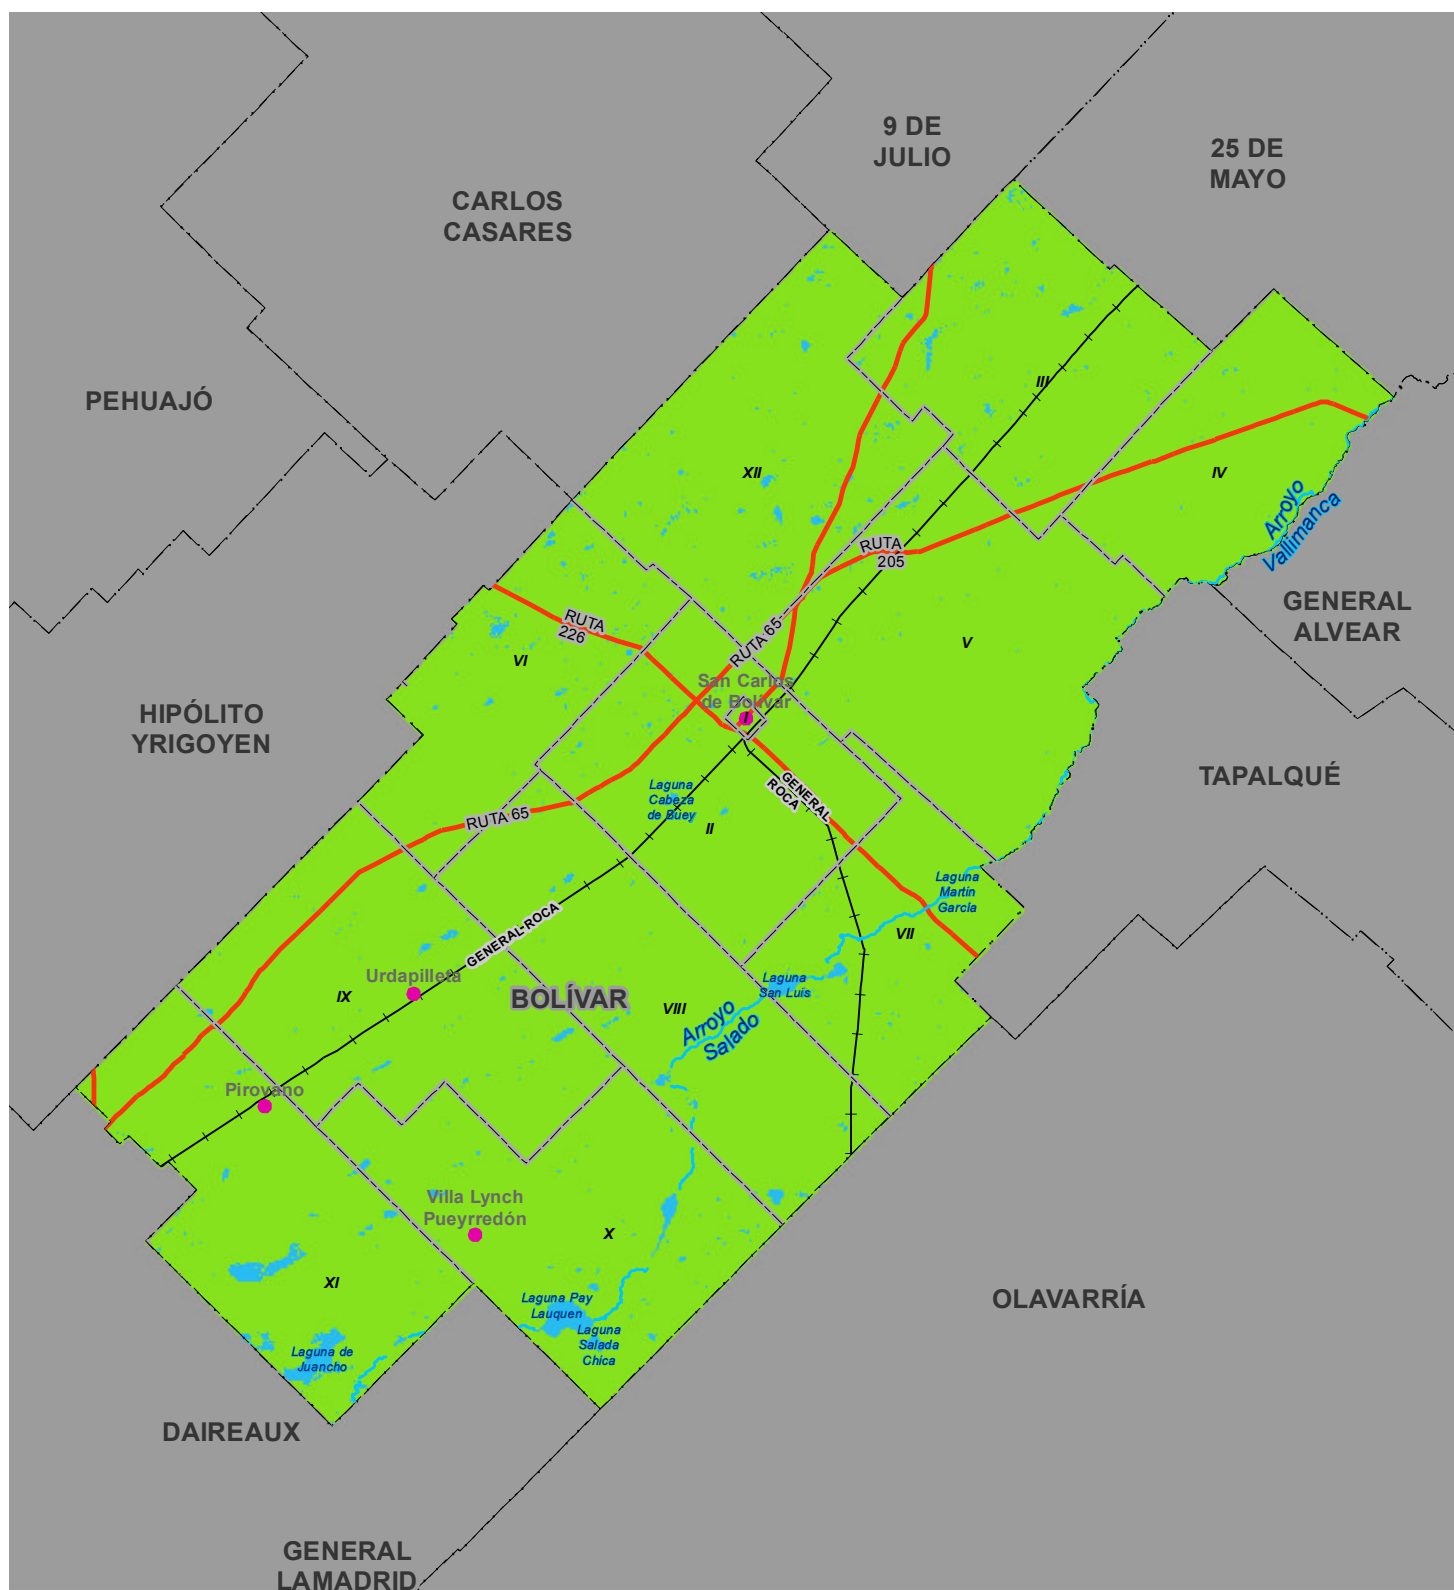 9 DE
JULIO
25 DE
MAYO
CARLOS
CASARES
PEHUAJÓ
III
XII
IV
Arroyo
Vallimanca
RUTA
205
GENERAL
ALVEAR
RUTA
226
RUTA 65
V
VI
San Carlos
de Bolívar
I
HIPÓLITO
YRIGOYEN
TAPALQUÉ
Laguna
Cabeza
de Buey
GENERAL
ROCA
RUTA 65
II
Laguna
Martín
García
GENERAL ROCA
VII
Urdapilleta
IX
BOLÍVAR
VIII
Laguna
San Luís
Arroyo
Salado
Pirovano
Villa Lynch
Pueyrredón
X
XI
Laguna Pay
Lauquen
Laguna
Salada
Chica
OLAVARRÍA
Laguna de
Juancho
DAIREAUX
GENERAL
LAMADRID